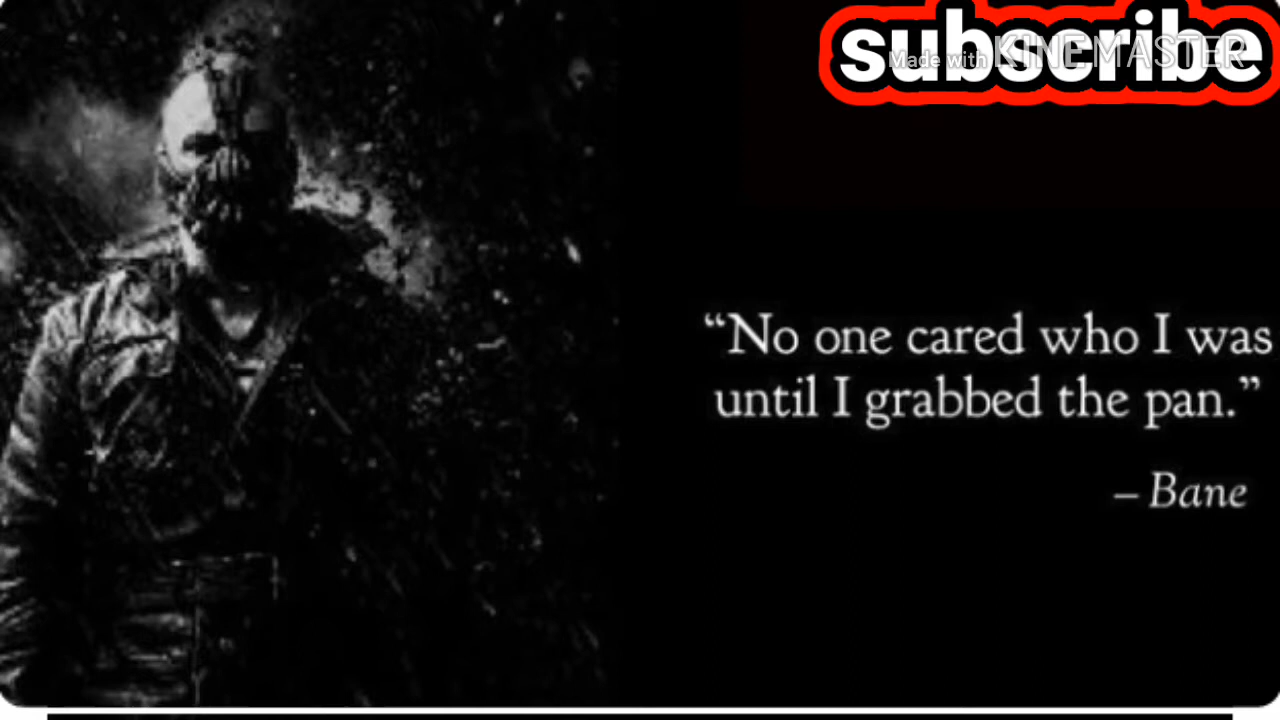 subscribe
Made with KINEMASTER
“No one cared who I was
until I grabbed the pan.”
– Bane